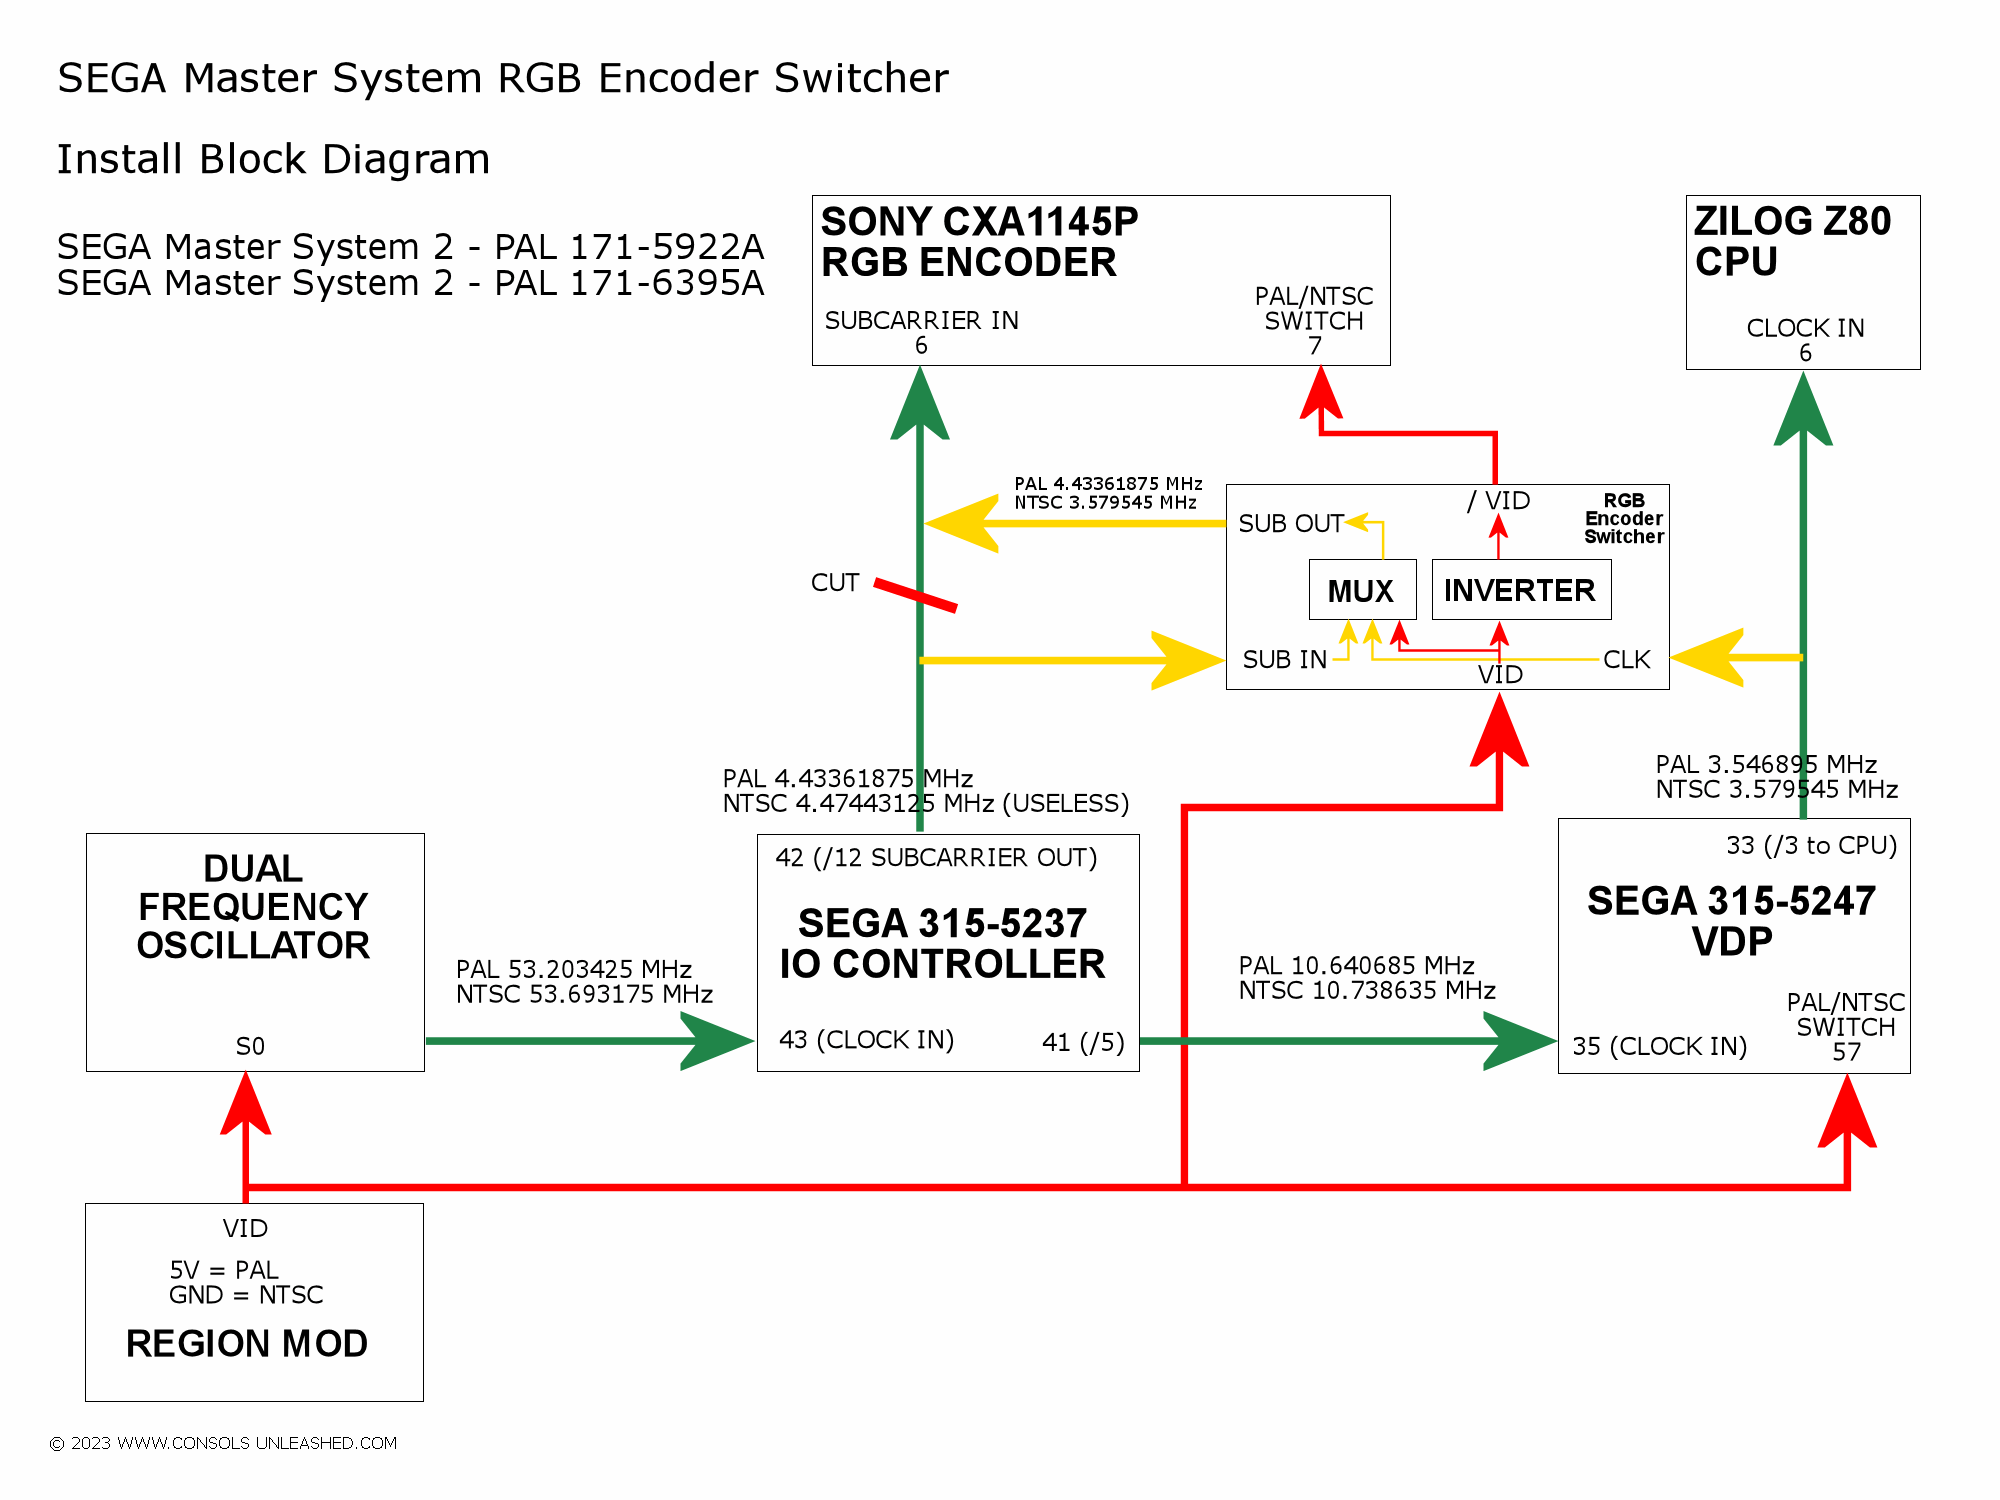 SEGA Master System RGB Encoder Switcher
Install Block Diagram
SEGA Master System 2 - PAL 171-5922A
SEGA Master System 2 - PAL 171-6395A
SONY CXA1145P
RGB ENCODER
SUBCARRIER IN
6
PAL/NTSC
SWITCH
7
ZILOG Z80
CPU
CLOCK IN
6
PAL 4.43361875 MHz
NTSC 3.579545 MHz
SUB OUT
/ VID
RGB
Encoder
Switcher
MUX
INVERTER
SUB IN
VID
CLK
CUT
PAL 4.43361875 MHz
NTSC 4.47443125 MHz (USELESS)
PAL 3.546895 MHz
NTSC 3.579545 MHz
DUAL
FREQUENCY
OSCILLATOR
S0
PAL 53.203425 MHz
NTSC 53.693175 MHz
42 (/12 SUBCARRIER OUT)
SEGA 315-5237
IO CONTROLLER
43 (CLOCK IN)
41 (/5)
PAL 10.640685 MHz
NTSC 10.738635 MHz
33 (/3 to CPU)
SEGA 315-5247
VDP
35 (CLOCK IN)
PAL/NTSC
SWITCH
57
VID
5V = PAL
GND = NTSC
REGION MOD
© 2023 WWW.CONSOLS UNLEASHED.COM